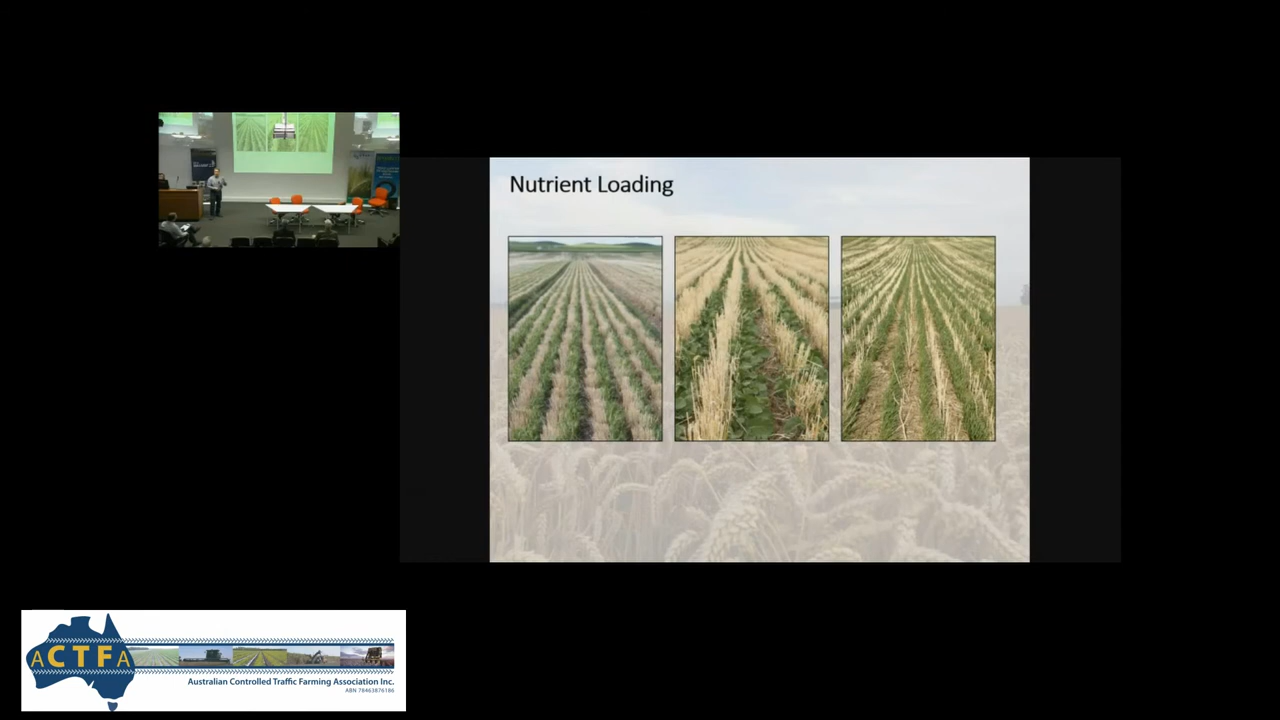 Nutrient Loading
ACTFA
Australian Controlled Traffic Farming Association Inc.
ABN 78463876186